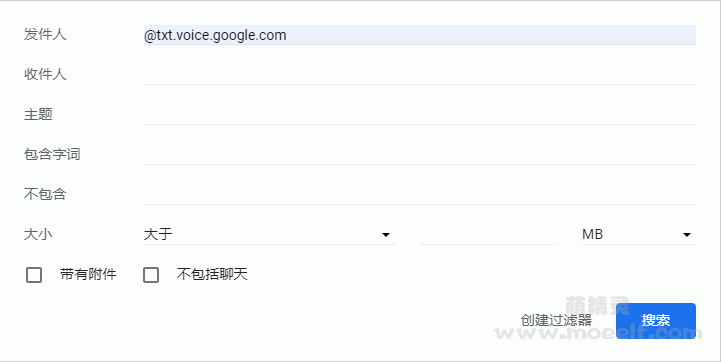 发件人 @txt.voice.google.com
收件人
主题
包含字词
不包含
大小 大于 MB
带有附件 不包括聊天
创建过滤器 搜索
萌精灵
www.moeelf.com